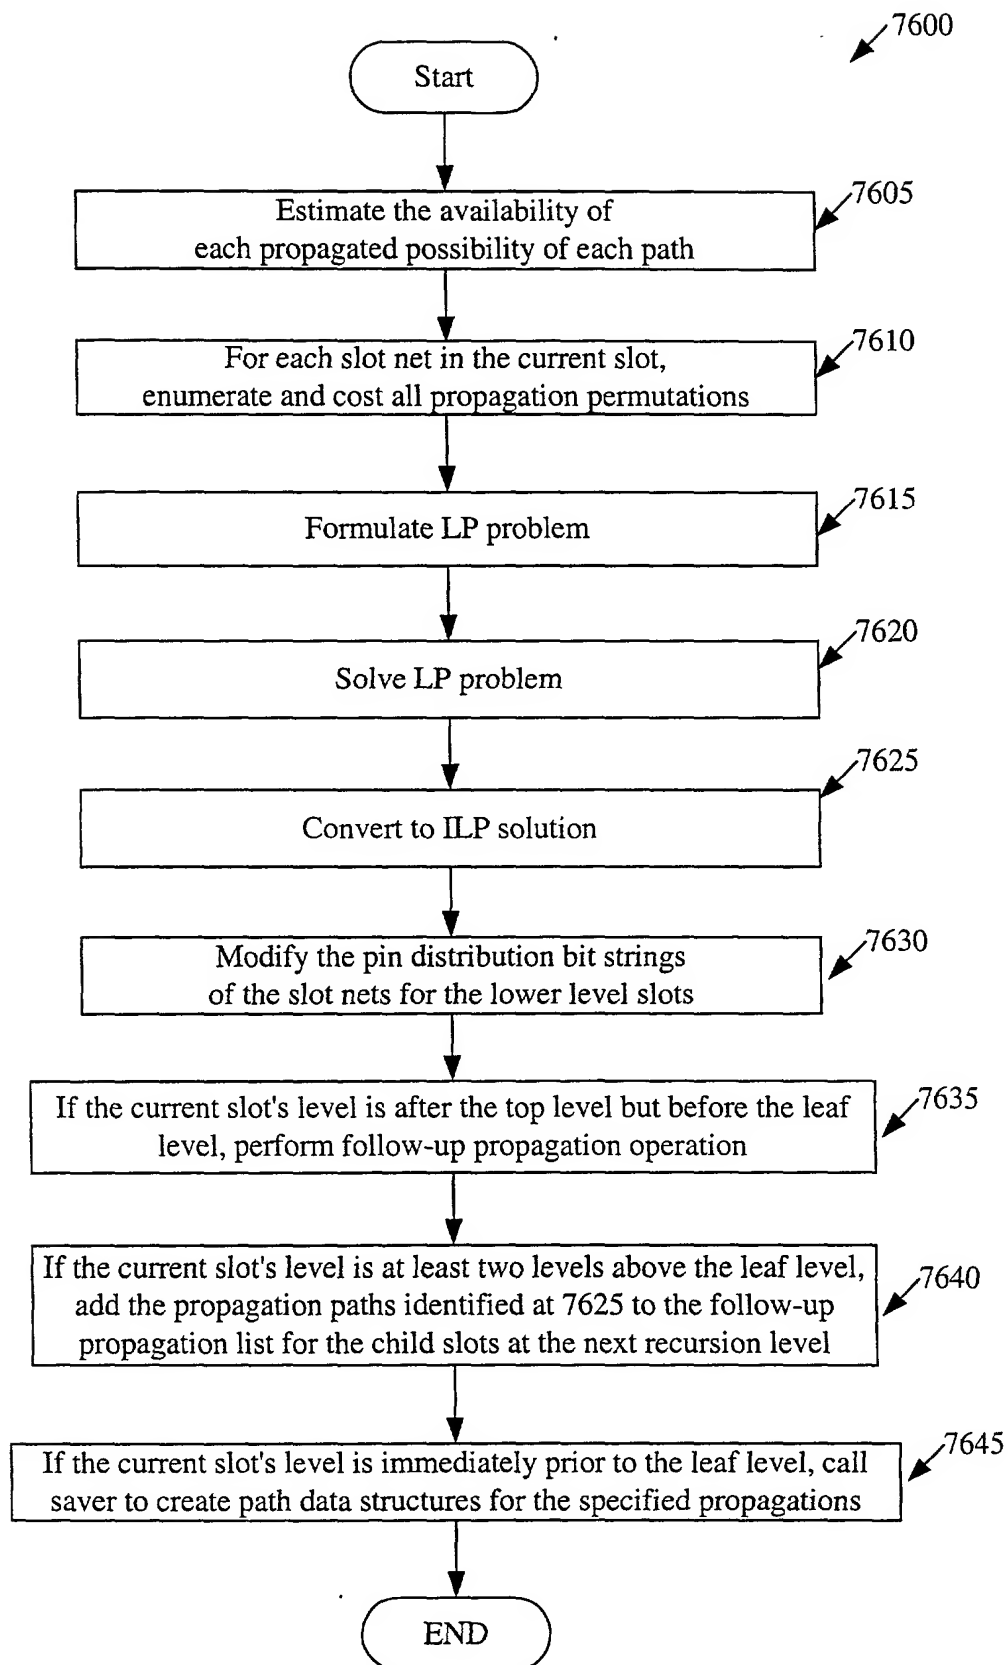 7600
Start
7605
Estimate the availability of
each propagated possibility of each path
7610
For each slot net in the current slot,
enumerate and cost all propagation permutations
7615
Formulate LP problem
7620
Solve LP problem
7625
Convert to ILP solution
7630
Modify the pin distribution bit strings
of the slot nets for the lower level slots
7635
If the current slot's level is after the top level but before the leaf
level, perform follow-up propagation operation
7640
If the current slot's level is at least two levels above the leaf level,
add the propagation paths identified at 7625 to the follow-up
propagation list for the child slots at the next recursion level
7645
If the current slot's level is immediately prior to the leaf level, call
saver to create path data structures for the specified propagations
END